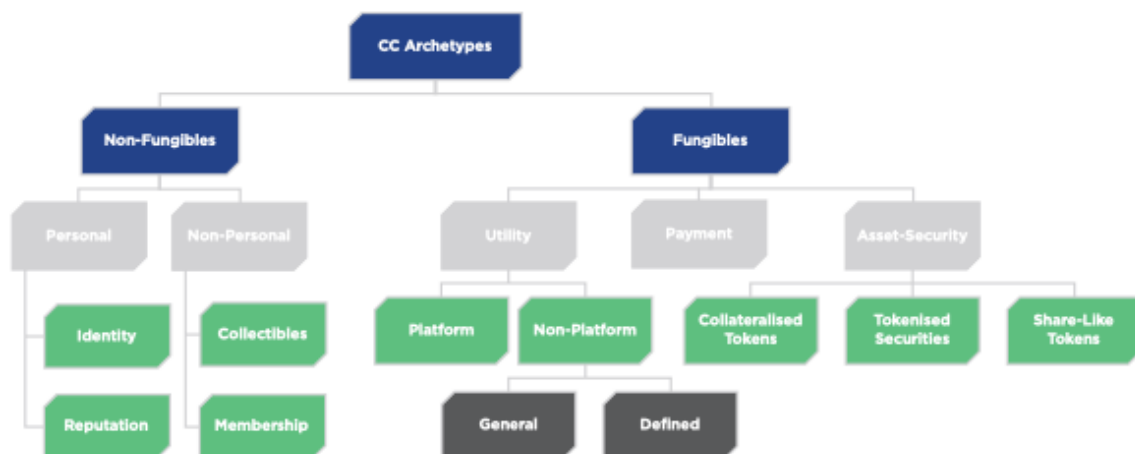 CC Archetypes
Non-Fungibles
Fungibles
Personal
Non-Personal
Utility
Payment
Asset-Security
Identity
Collectibles
Platform
Non-Platform
Collateralised
Tokens
Tokenised
Securities
Share-Like
Tokens
Reputation
Membership
General
Defined